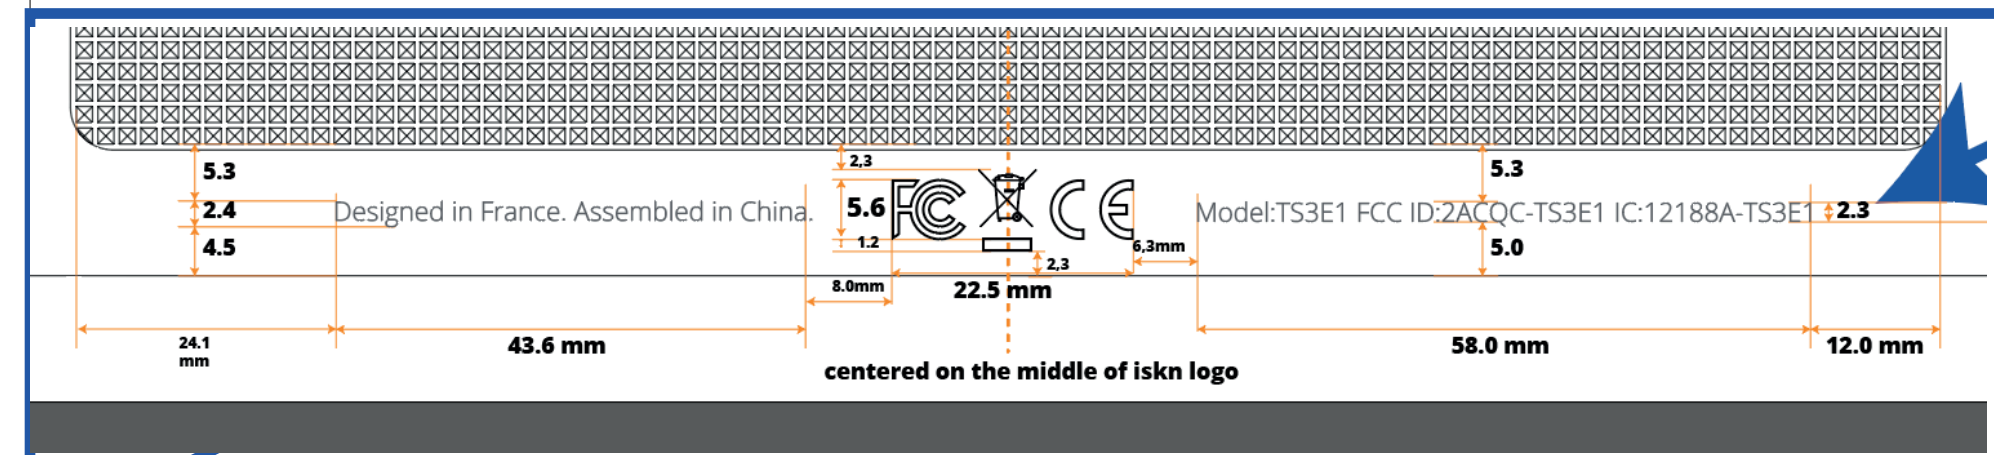 5.3
2,3
5.3
Designed in France. Assembled in China.
2.4
5.6
FC CE
Model:TS3E1 FCC ID:2ACQC-TS3E1 IC:12188A-TS3E1
2.3
4.5
1.2
6,3mm
5.0
2,3
8.0mm
22.5 mm
24.1
mm
43.6 mm
58.0 mm
12.0 mm
centered on the middle of iskn logo